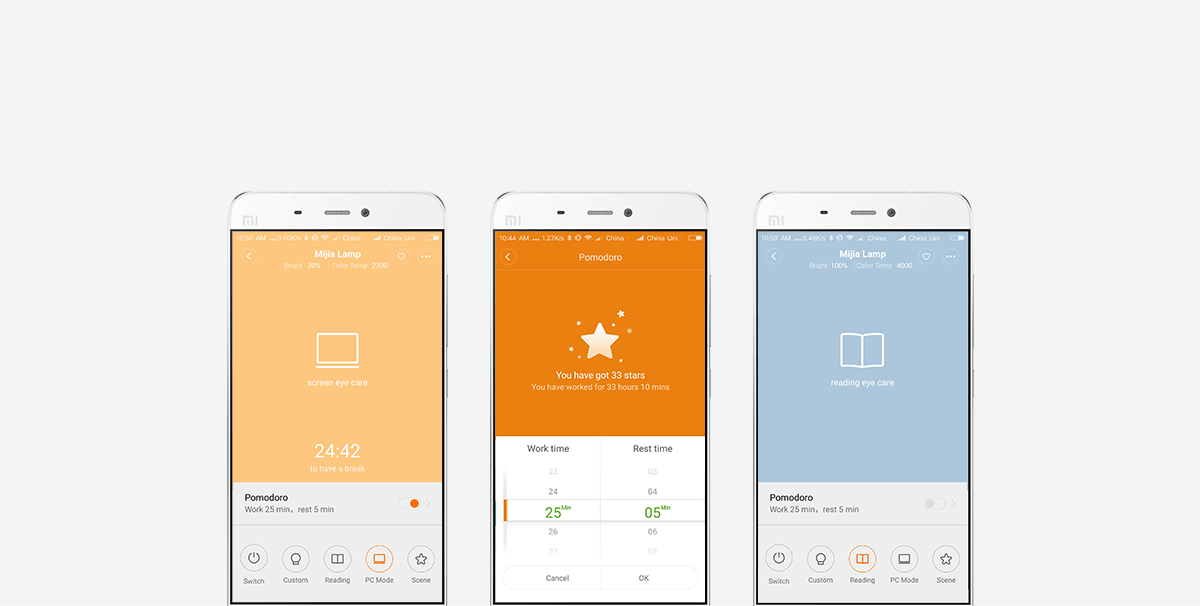 MI
10:50 AM ... 0.00K/s China China Uni
Mijia Lamp
Bright 30% | Color Temp 2700
screen eye care
24:42
to have a break
Pomodoro
Work 25 min, rest 5 min
Switch Custom Reading PC Mode Scene
MI
10:44 AM ... 1.27K/s China China Uni
Pomodoro
You have got 33 stars
You have worked for 33 hours 10 mins
Work time Rest time
23 03
24 04
25 Min 05 Min
26 06
27 07
Cancel OK
MI
10:50 AM ... 0.48K/s China China Uni
Mijia Lamp
Bright 100% | Color Temp 4000
reading eye care
Pomodoro
Work 25 min, rest 5 min
Switch Custom Reading PC Mode Scene